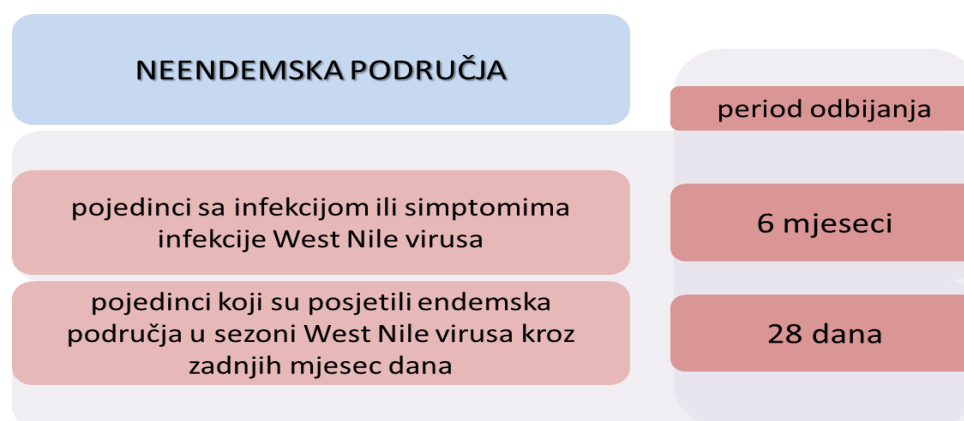 NEENDEMSKA PODRUČJA
period odbijanja
pojedinci sa infekcijom ili simptomima
infekcije West Nile virusa
6 mjeseci
pojedinci koji su posjetili endemska
područja u sezoni West Nile virusa kroz
zadnjih mjesec dana
28 dana